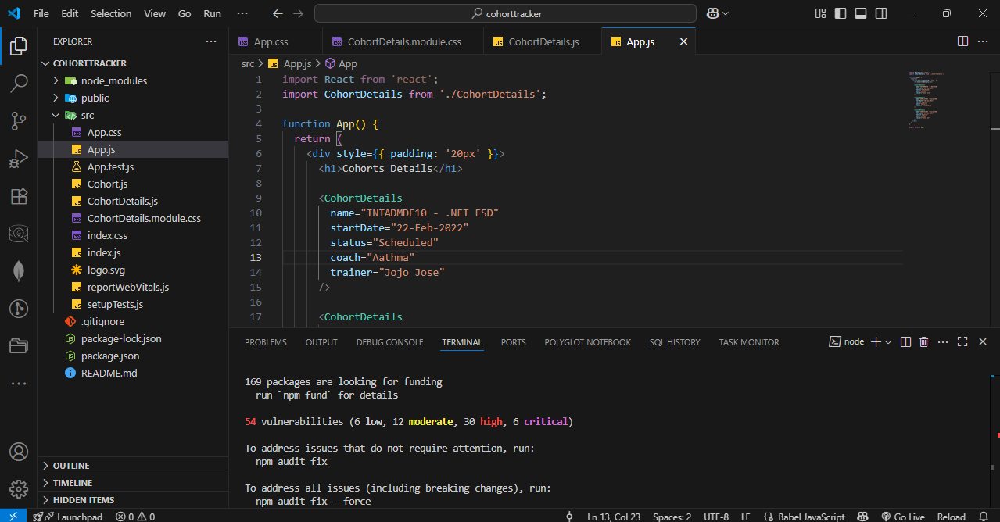 File Edit Selection View Go Run ··· cohorttracker
EXPLORER ···
COHORTTRACKER
node_modules
public
src
App.css
App.js
App.test.js
Cohort.js
CohortDetails.js
CohortDetails.module.css
index.css
index.js
logo.svg
reportWebVitals.js
setupTests.js
.gitignore
package-lock.json
package.json
README.md
OUTLINE
TIMELINE
HIDDEN ITEMS
App.css CohortDetails.module.css CohortDetails.js App.js
src > App.js > App
1 import React from 'react';
2 import CohortDetails from './CohortDetails';
3
4 function App() {
5 return (
6 <div style={{ padding: '20px' }}>
7 <h1>Cohorts Details</h1>
8
9 <CohortDetails
10 name="INTADMDF10 - .NET FSD"
11 startDate="22-Feb-2022"
12 status="Scheduled"
13 coach="Aathma"
14 trainer="Jojo Jose"
15 />
16
17 <CohortDetails
PROBLEMS OUTPUT DEBUG CONSOLE TERMINAL PORTS POLYGLOT NOTEBOOK SQL HISTORY TASK MONITOR node
169 packages are looking for funding
run `npm fund` for details
54 vulnerabilities (6 low, 12 moderate, 30 high, 6 critical)
To address issues that do not require attention, run:
npm audit fix
To address all issues (including breaking changes), run:
npm audit fix --force
Launchpad 0 0 Ln 13, Col 23 Spaces: 2 UTF-8 LF {} Babel JavaScript Go Live Reload